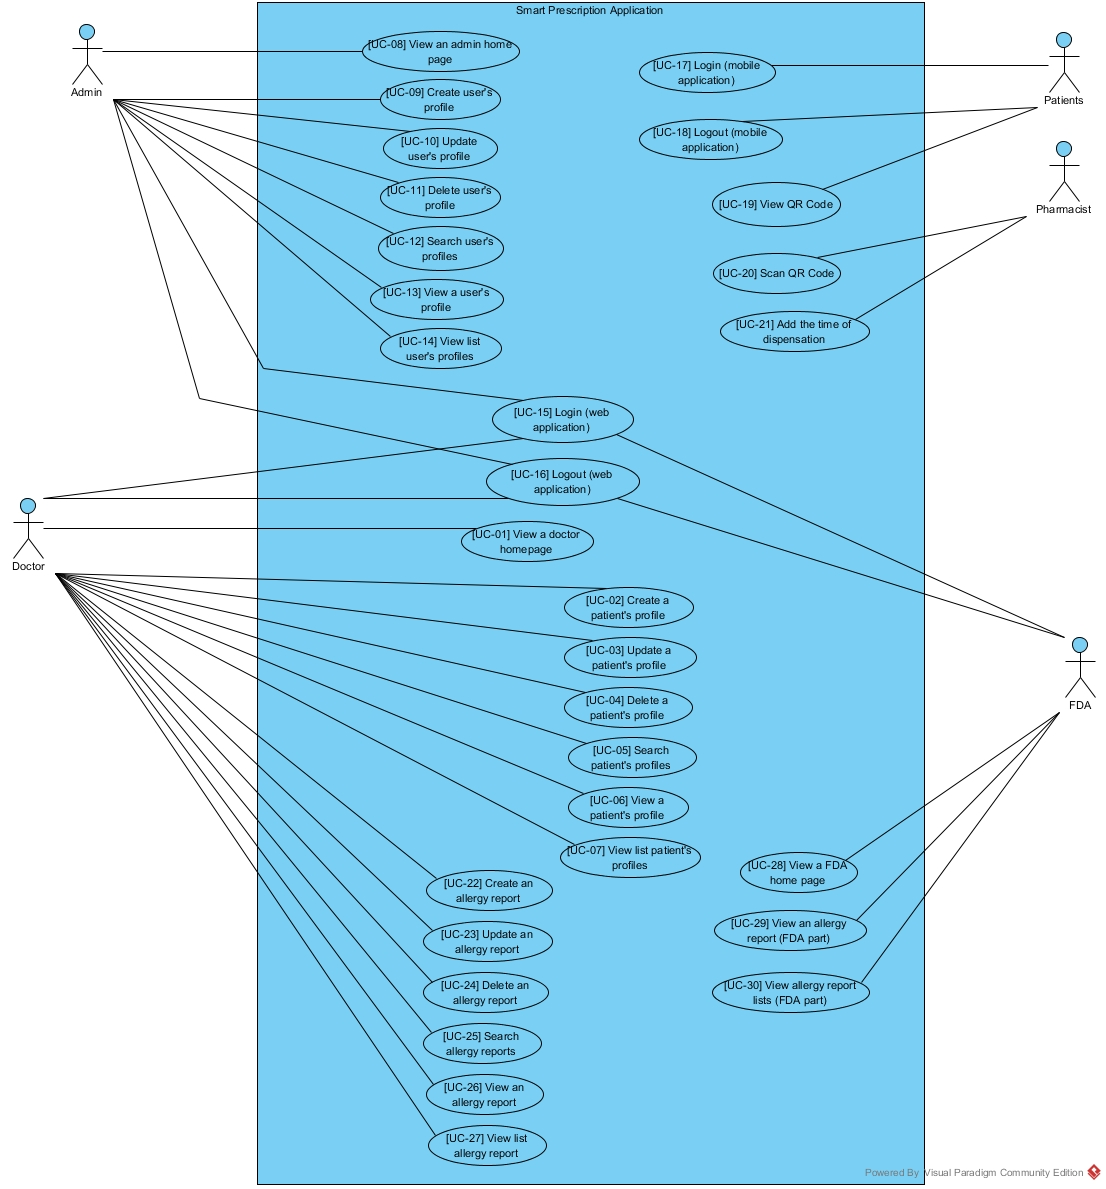 Smart Prescription Application
Admin
[UC-08] View an admin home
page
[UC-09] Create user's
profile
[UC-10] Update
user's profile
[UC-11] Delete user's
profile
[UC-12] Search user's
profiles
[UC-13] View a user's
profile
[UC-14] View list
user's profiles
[UC-17] Login (mobile
application)
Patients
[UC-18] Logout (mobile
application)
[UC-19] View QR Code
Pharmacist
[UC-20] Scan QR Code
[UC-21] Add the time of
dispensation
[UC-15] Login (web
application)
[UC-16] Logout (web
application)
Doctor
[UC-01] View a doctor
homepage
[UC-02] Create a
patient's profile
[UC-03] Update a
patient's profile
[UC-04] Delete a
patient's profile
[UC-05] Search
patient's profiles
[UC-06] View a
patient's profile
[UC-07] View list patient's
profiles
FDA
[UC-22] Create an
allergy report
[UC-23] Update an
allergy report
[UC-24] Delete an
allergy report
[UC-25] Search
allergy reports
[UC-26] View an
allergy report
[UC-27] View list
allergy report
[UC-28] View a FDA
home page
[UC-29] View an allergy
report (FDA part)
[UC-30] View allergy report
lists (FDA part)
Powered By Visual Paradigm Community Edition